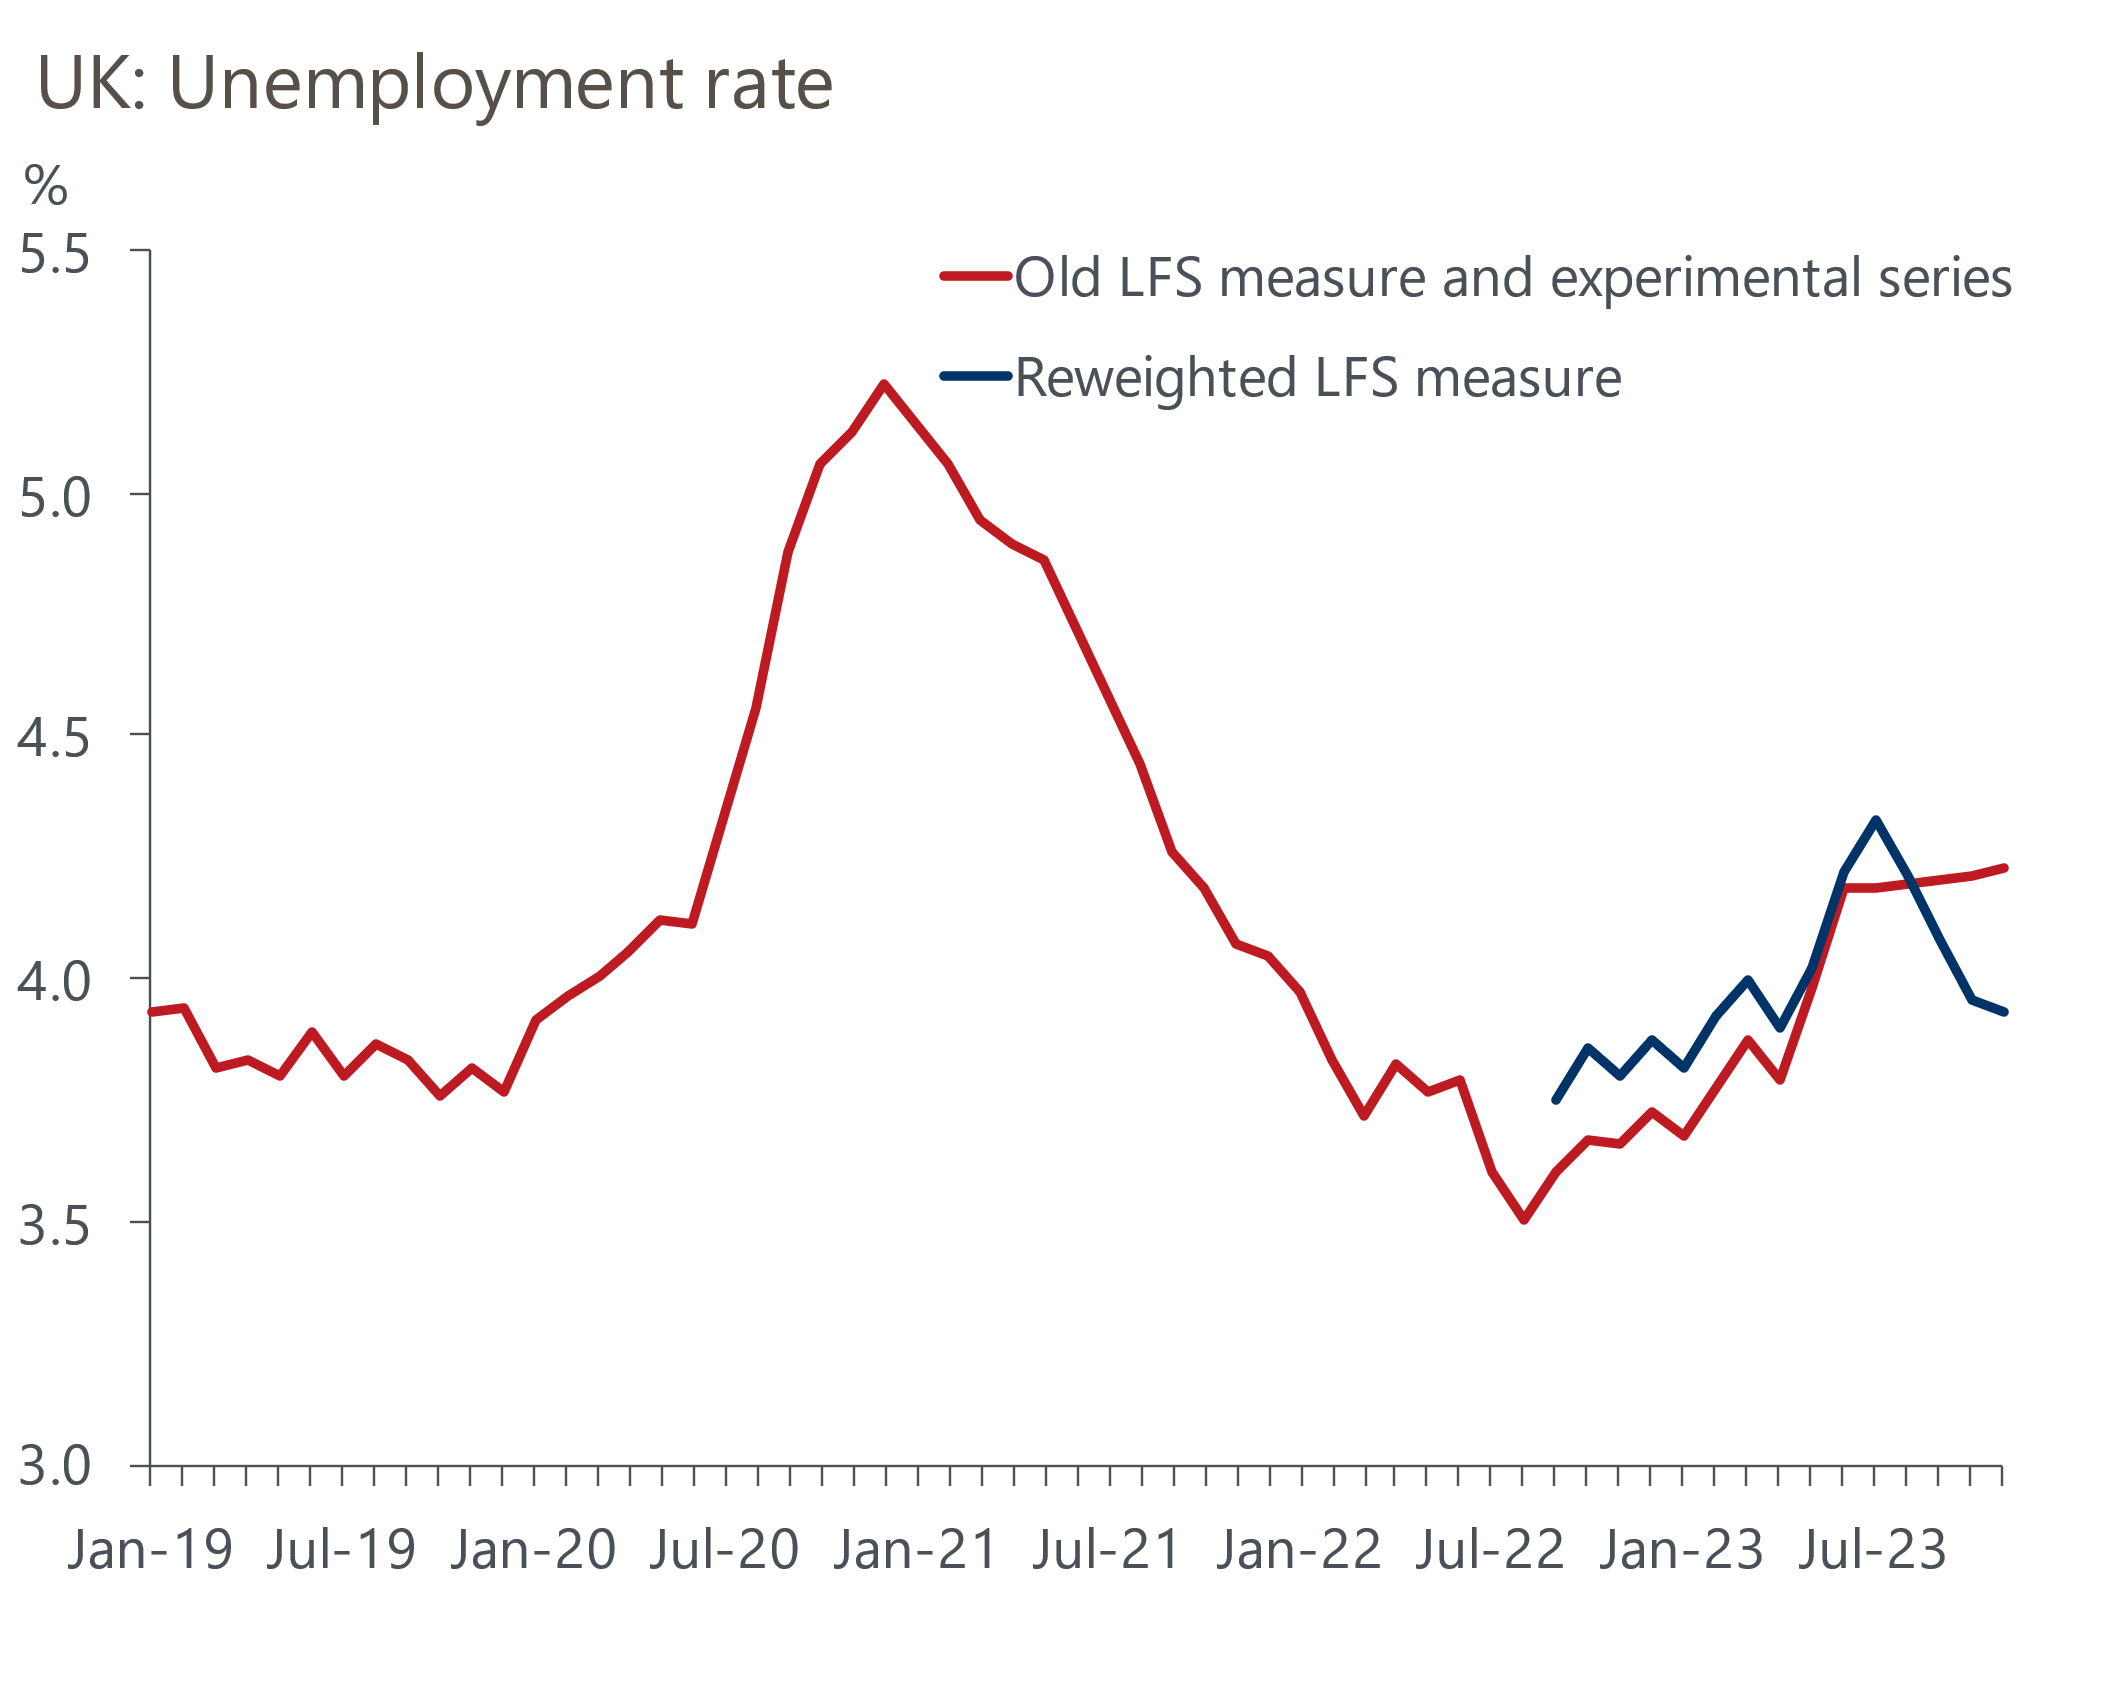 UK: Unemployment rate
%
5.5
Old LFS measure and experimental series
Reweighted LFS measure
5.0
4.5
4.0
3.5
3.0
Jan-19 Jul-19 Jan-20 Jul-20 Jan-21 Jul-21 Jan-22 Jul-22 Jan-23 Jul-23